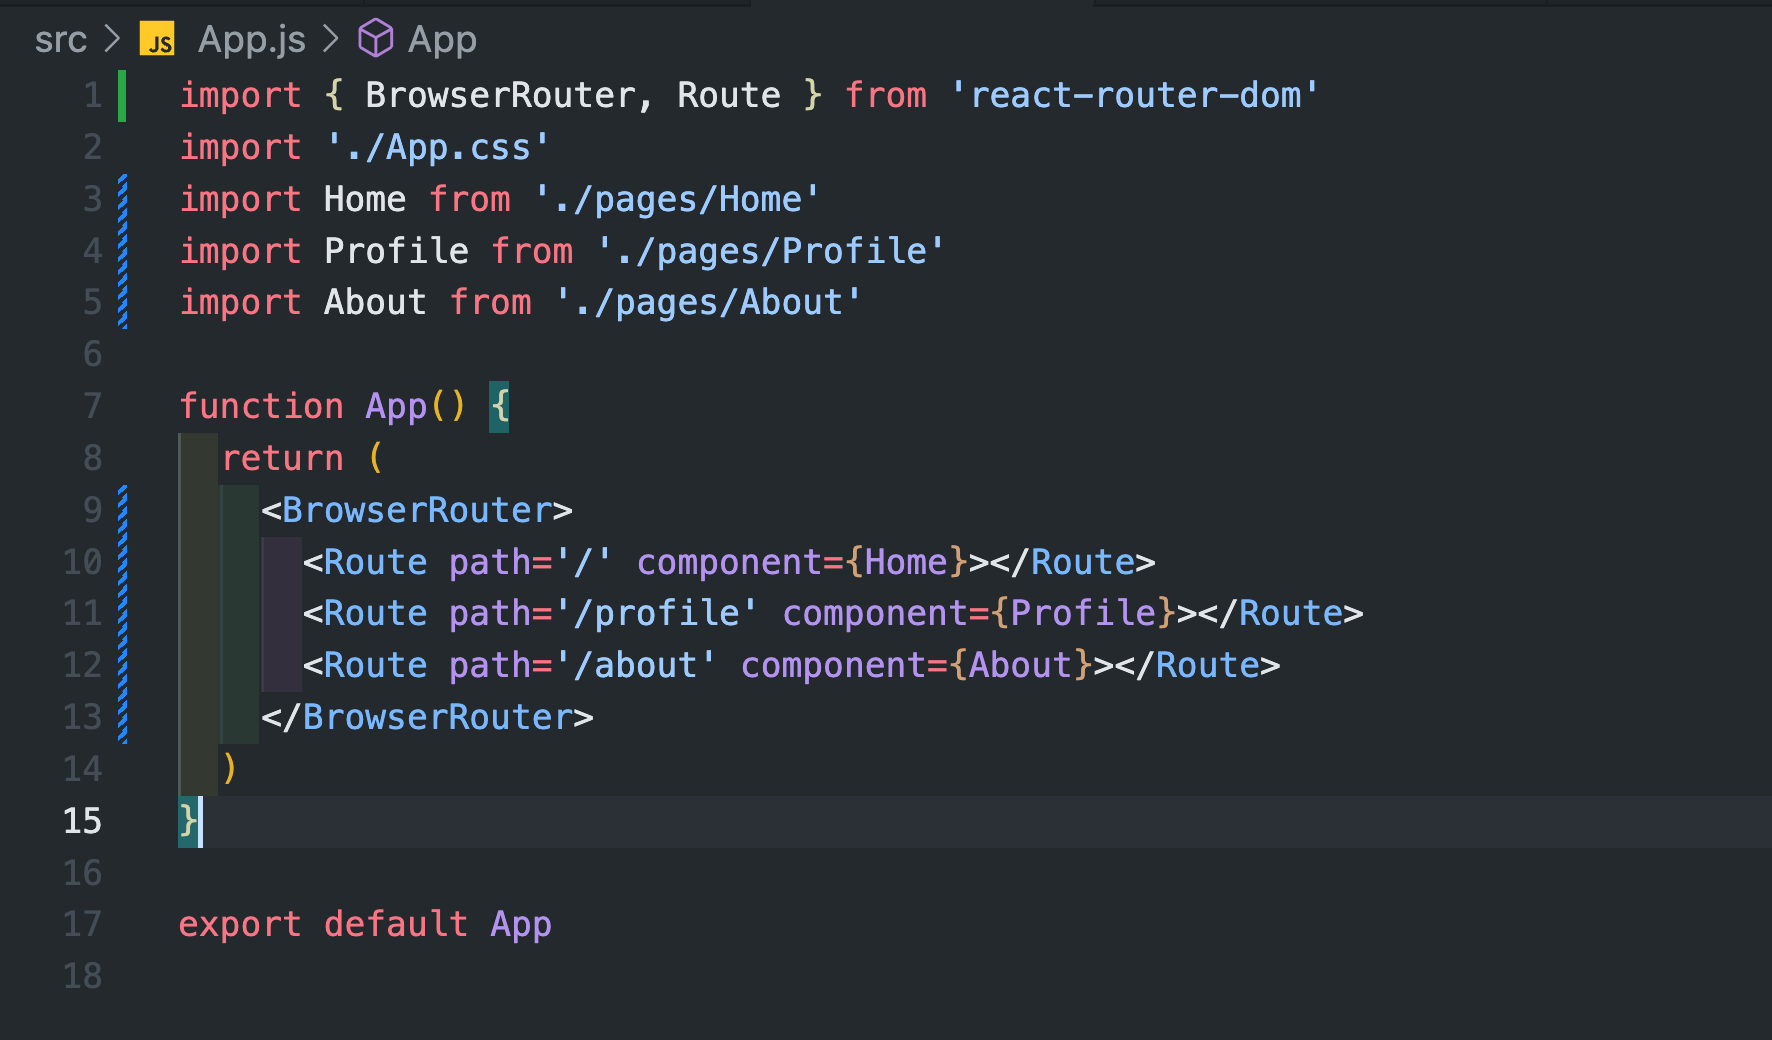 src > JS App.js > App
1 import { BrowserRouter, Route } from 'react-router-dom'
2 import './App.css'
3 import Home from './pages/Home'
4 import Profile from './pages/Profile'
5 import About from './pages/About'
6
7 function App() {
8   return (
9     <BrowserRouter>
10       <Route path='/' component={Home}></Route>
11       <Route path='/profile' component={Profile}></Route>
12       <Route path='/about' component={About}></Route>
13     </BrowserRouter>
14   )
15 }
16
17 export default App
18